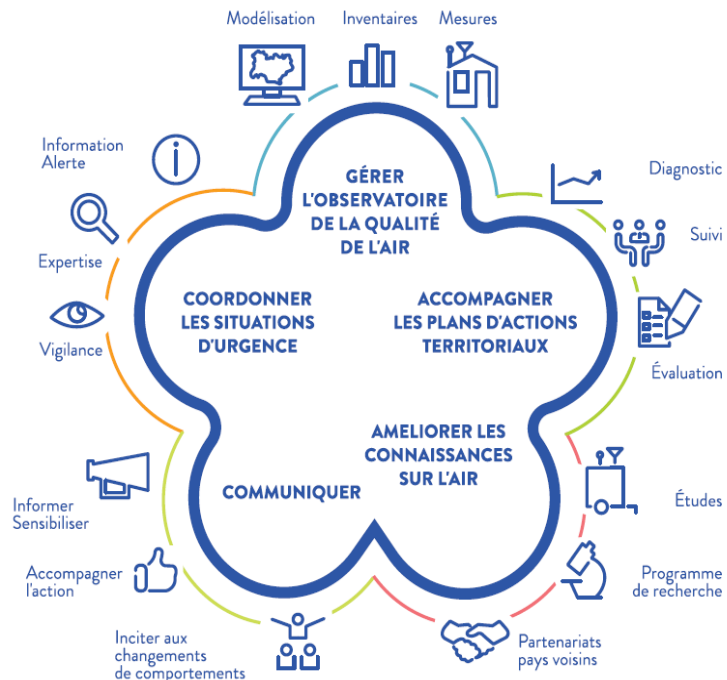 Modélisation
Inventaires
Mesures
Information
Alerte
Expertise
Vigilance
Diagnostic
Suivi
Évaluation
GÉRER
L'OBSERVATOIRE
DE LA QUALITÉ
DE L'AIR
COORDONNER
LES SITUATIONS
D'URGENCE
ACCOMPAGNER
LES PLANS D'ACTIONS
TERRITORIAUX
AMELIORER LES
CONNAISSANCES
SUR L'AIR
COMMUNIQUER
Informer
Sensibiliser
Accompagner
l'action
Inciter aux
changements
de comportements
Études
Programme
de recherche
Partenariats
pays voisins